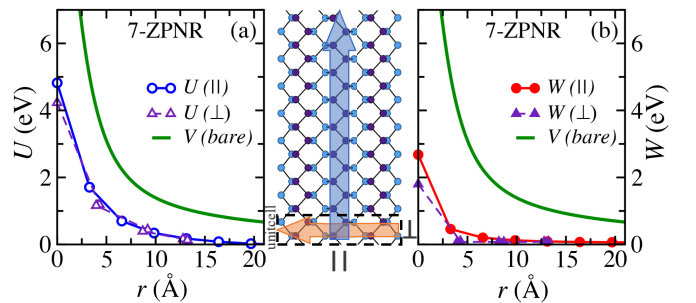 7-ZPNR (a)
U (||)
U (⊥)
V (bare)
U (eV)
6
4
2
0
0 5 10 15 20
r (Å)
unitcell
||
⊥
7-ZPNR (b)
W (||)
W (⊥)
V (bare)
W (eV)
6
4
2
0
0 5 10 15 20
r (Å)